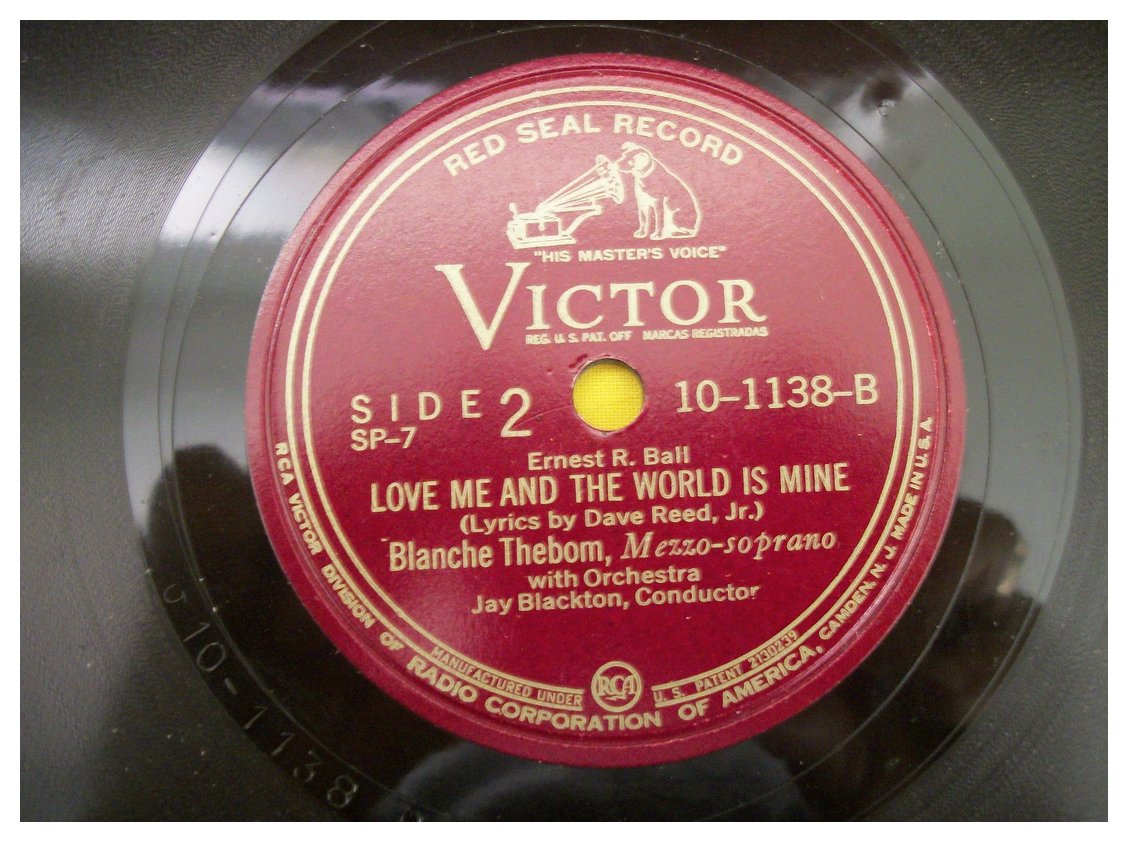 RED SEAL RECORD
"HIS MASTER'S VOICE"
VICTOR
REG. U. S. PAT. OFF MARCAS REGISTRADAS
SIDE 2
10-1138-B
SP-7
Ernest R. Ball
LOVE ME AND THE WORLD IS MINE
(Lyrics by Dave Reed, Jr.)
Blanche Thebom, Mezzo-soprano
with Orchestra
Jay Blackton, Conductor
MANUFACTURED UNDER
RCA
U. S. PATENT 2130239
RCA VICTOR DIVISION OF RADIO CORPORATION OF AMERICA, CAMDEN, N. J. MADE IN U. S. A.
10-1138